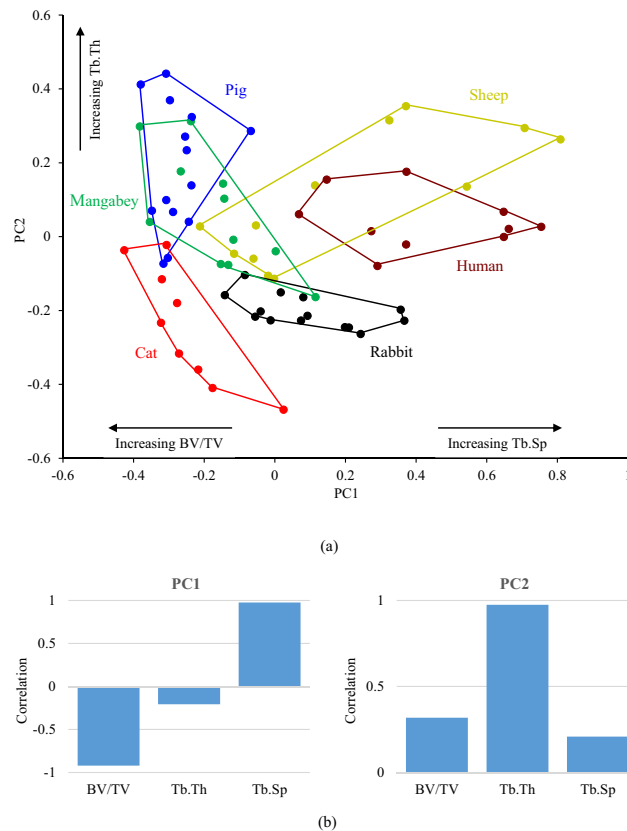 0.6
Increasing Tb.Th
Pig
Sheep
0.4
0.2
Mangabey
PC2
0
Human
-0.2
Rabbit
Cat
-0.4
Increasing BV/TV
Increasing Tb.Sp
-0.6
-0.6 -0.4 -0.2 0 0.2 0.4 0.6 0.8 1
PC1
(a)
PC1
1
0.5
0
-0.5
-1
Correlation
BV/TV Tb.Th Tb.Sp
PC2
1
0.5
0
Correlation
BV/TV Tb.Th Tb.Sp
(b)